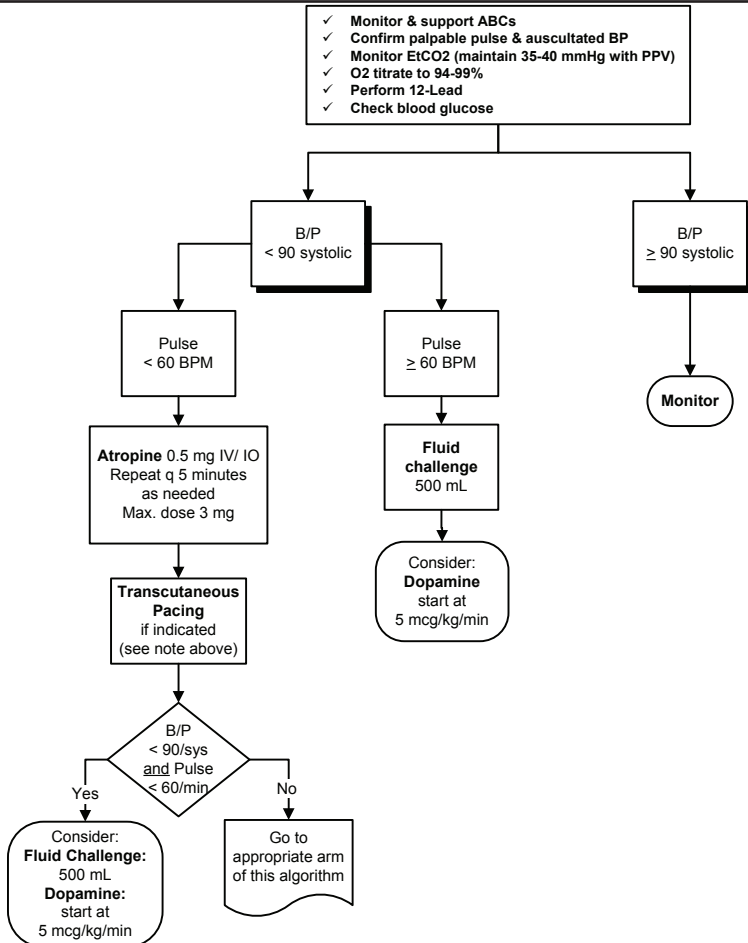 ✓ Monitor & support ABCs
✓ Confirm palpable pulse & auscultated BP
✓ Monitor EtCO2 (maintain 35-40 mmHg with PPV)
✓ O2 titrate to 94-99%
✓ Perform 12-Lead
✓ Check blood glucose
B/P
< 90 systolic
B/P
≥ 90 systolic
Pulse
< 60 BPM
Pulse
≥ 60 BPM
Monitor
Atropine 0.5 mg IV/ IO
Repeat q 5 minutes
as needed
Max. dose 3 mg
Fluid
challenge
500 mL
Consider:
Dopamine
start at
5 mcg/kg/min
Transcutaneous
Pacing
if indicated
(see note above)
B/P
< 90/sys
and Pulse
< 60/min
Yes
No
Consider:
Fluid Challenge:
500 mL
Dopamine:
start at
5 mcg/kg/min
Go to
appropriate arm
of this algorithm